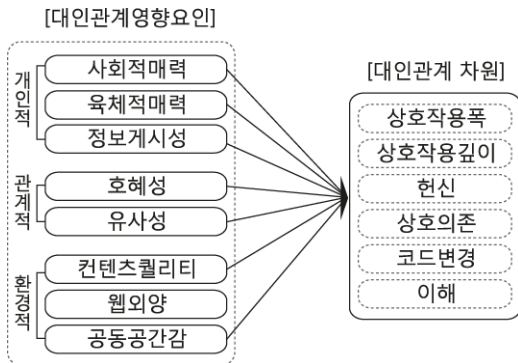 [대인관계영향요인]
개인적
사회적매력
육체적매력
정보게시성
관계적
호혜성
유사성
환경적
컨텐츠퀄리티
웹외양
공동공간감
[대인관계 차원]
상호작용폭
상호작용깊이
헌신
상호의존
코드변경
이해